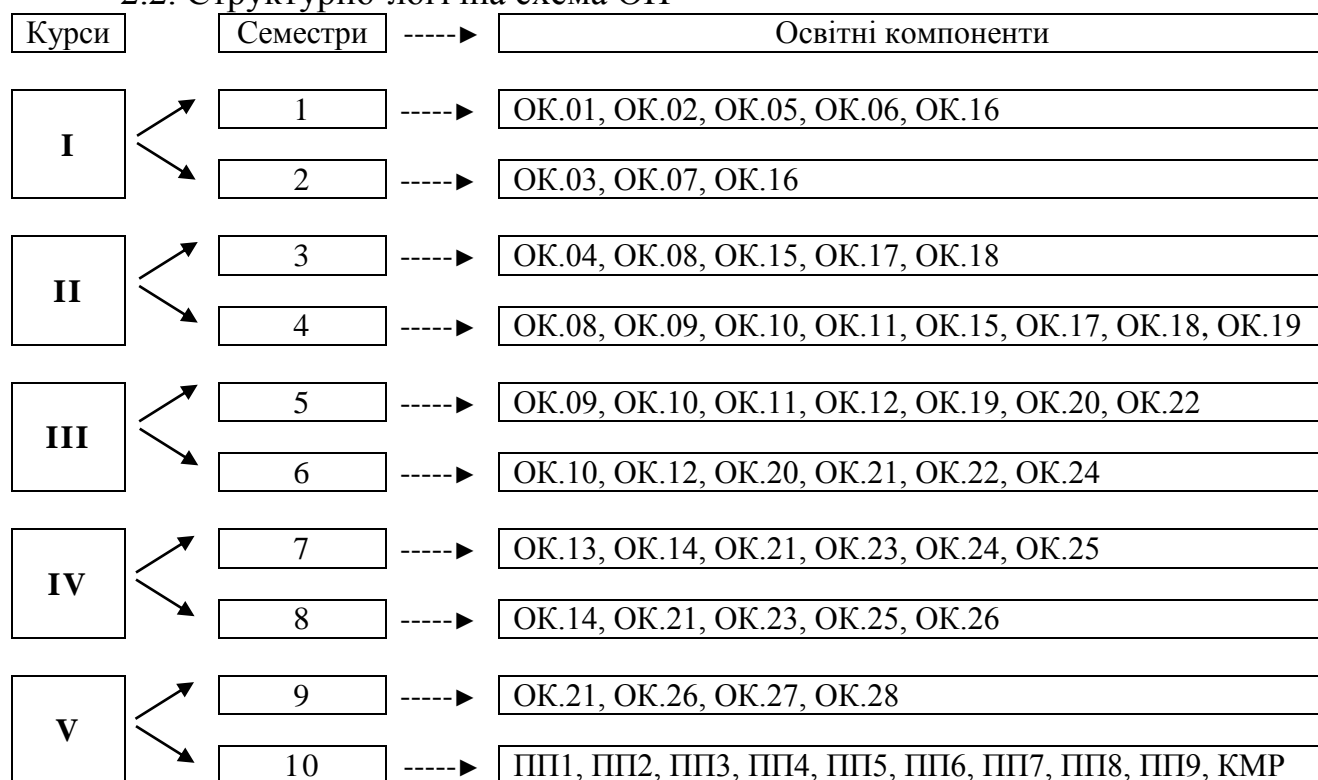 2.2. Структурно-логічна схема ОП
Курси Семестри -----► Освітні компоненти
I
1 -----► ОК.01, ОК.02, ОК.05, ОК.06, ОК.16
2 -----► ОК.03, ОК.07, ОК.16
II
3 -----► ОК.04, ОК.08, ОК.15, ОК.17, ОК.18
4 -----► ОК.08, ОК.09, ОК.10, ОК.11, ОК.15, ОК.17, ОК.18, ОК.19
III
5 -----► ОК.09, ОК.10, ОК.11, ОК.12, ОК.19, ОК.20, ОК.22
6 -----► ОК.10, ОК.12, ОК.20, ОК.21, ОК.22, ОК.24
IV
7 -----► ОК.13, ОК.14, ОК.21, ОК.23, ОК.24, ОК.25
8 -----► ОК.14, ОК.21, ОК.23, ОК.25, ОК.26
V
9 -----► ОК.21, ОК.26, ОК.27, ОК.28
10 -----► ПП1, ПП2, ПП3, ПП4, ПП5, ПП6, ПП7, ПП8, ПП9, КМР